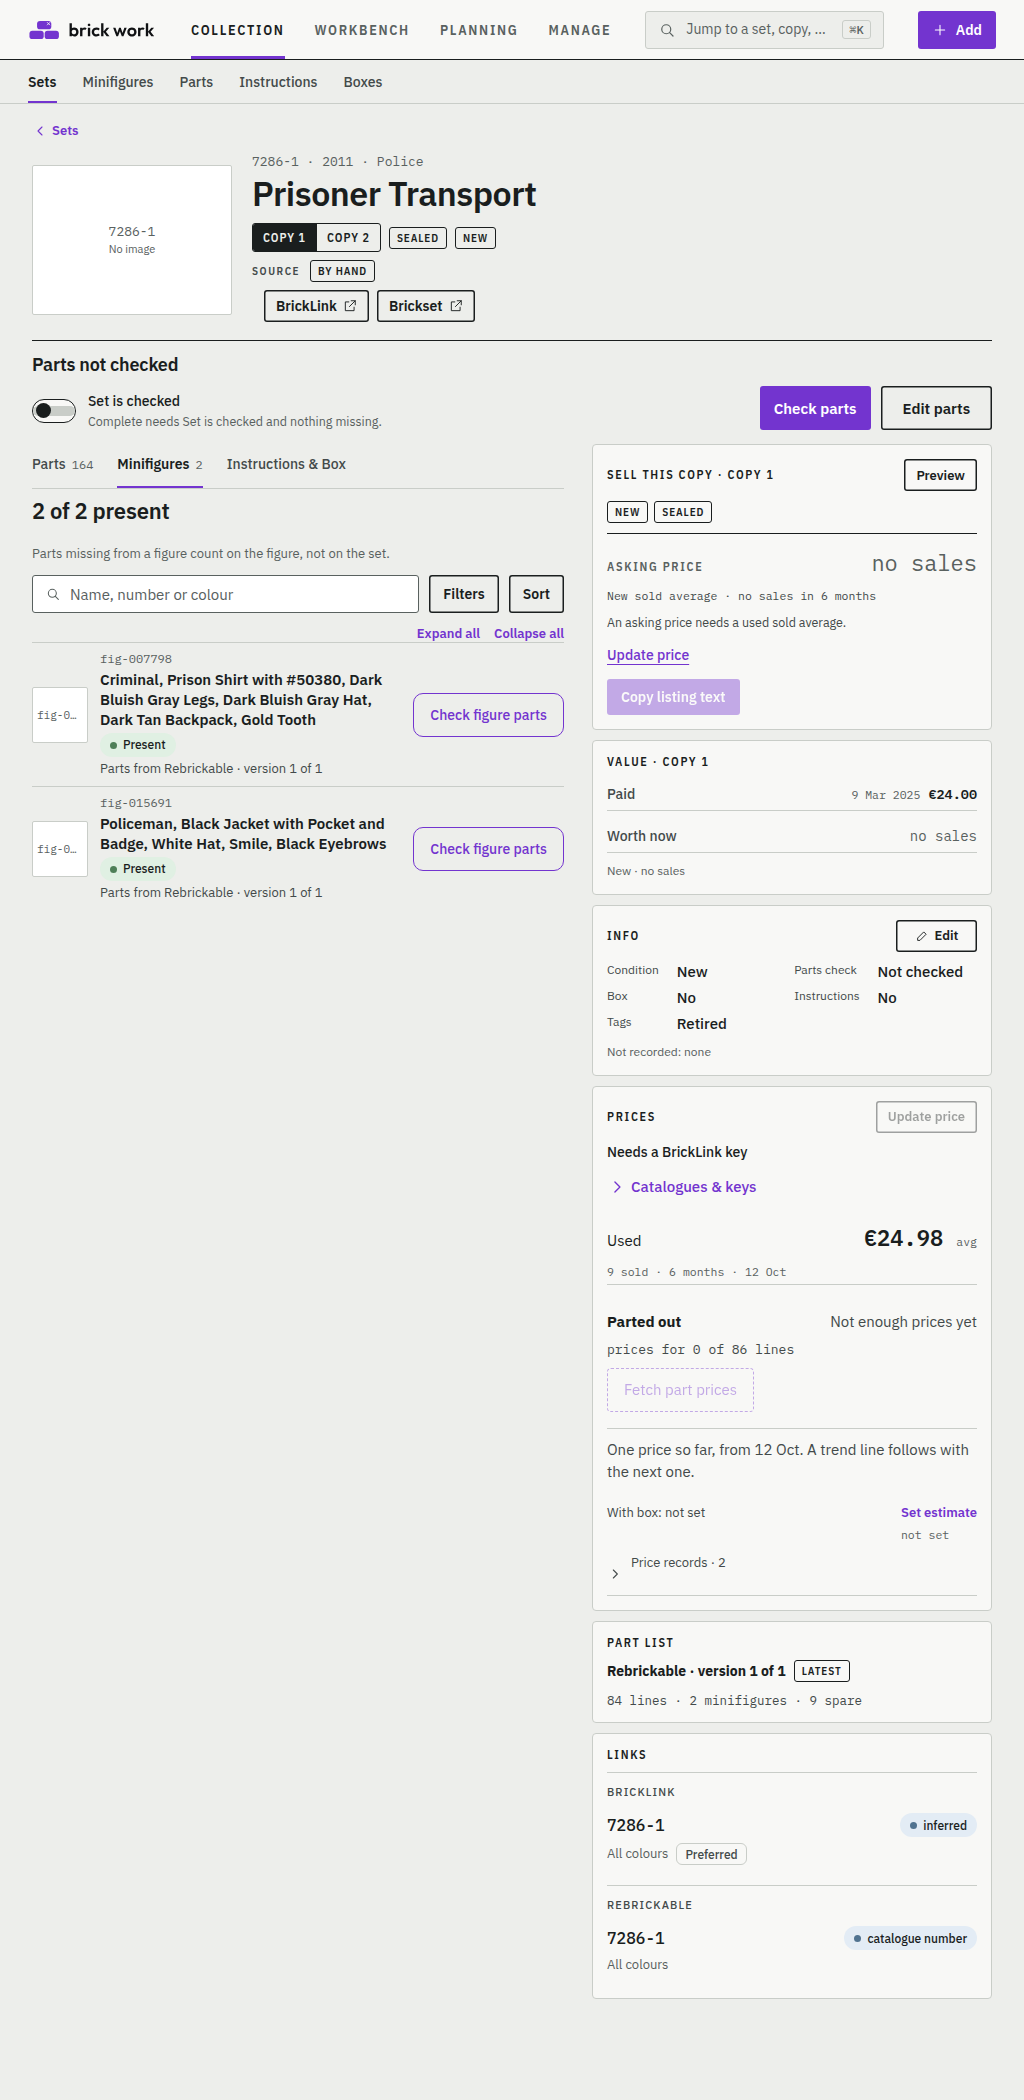 brick work
COLLECTION
WORKBENCH
PLANNING
MANAGE
Jump to a set, copy, ...
⌘K
+ Add
Sets
Minifigures
Parts
Instructions
Boxes
Sets
7286-1
No image
7286-1 · 2011 · Police
Prisoner Transport
COPY 1
COPY 2
SEALED
NEW
SOURCE
BY HAND
BrickLink
Brickset
Parts not checked
Set is checked
Complete needs Set is checked and nothing missing.
Check parts
Edit parts
Parts 164
Minifigures 2
Instructions & Box
2 of 2 present
Parts missing from a figure count on the figure, not on the set.
Name, number or colour
Filters
Sort
Expand all
Collapse all
fig-0…
fig-007798
Criminal, Prison Shirt with #50380, Dark
Bluish Gray Legs, Dark Bluish Gray Hat,
Dark Tan Backpack, Gold Tooth
Present
Parts from Rebrickable · version 1 of 1
Check figure parts
fig-0…
fig-015691
Policeman, Black Jacket with Pocket and
Badge, White Hat, Smile, Black Eyebrows
Present
Parts from Rebrickable · version 1 of 1
Check figure parts
SELL THIS COPY · COPY 1
Preview
NEW
SEALED
ASKING PRICE
no sales
New sold average · no sales in 6 months
An asking price needs a used sold average.
Update price
Copy listing text
VALUE · COPY 1
Paid
9 Mar 2025 €24.00
Worth now
no sales
New · no sales
INFO
Edit
Condition
New
Parts check
Not checked
Box
No
Instructions
No
Tags
Retired
Not recorded: none
PRICES
Update price
Needs a BrickLink key
Catalogues & keys
Used
€24.98 avg
9 sold · 6 months · 12 Oct
Parted out
Not enough prices yet
prices for 0 of 86 lines
Fetch part prices
One price so far, from 12 Oct. A trend line follows with
the next one.
With box: not set
Set estimate
not set
Price records · 2
PART LIST
Rebrickable · version 1 of 1
LATEST
84 lines · 2 minifigures · 9 spare
LINKS
BRICKLINK
7286-1
inferred
All colours
Preferred
REBRICKABLE
7286-1
catalogue number
All colours